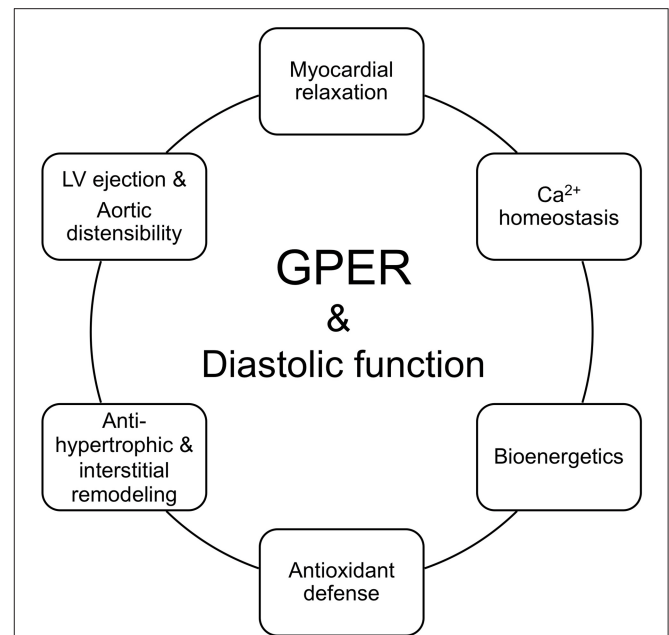 Myocardial
relaxation
LV ejection &
Aortic
distensibility
Ca²⁺
homeostasis
GPER
&
Diastolic function
Anti-
hypertrophic &
interstitial
remodeling
Bioenergetics
Antioxidant
defense